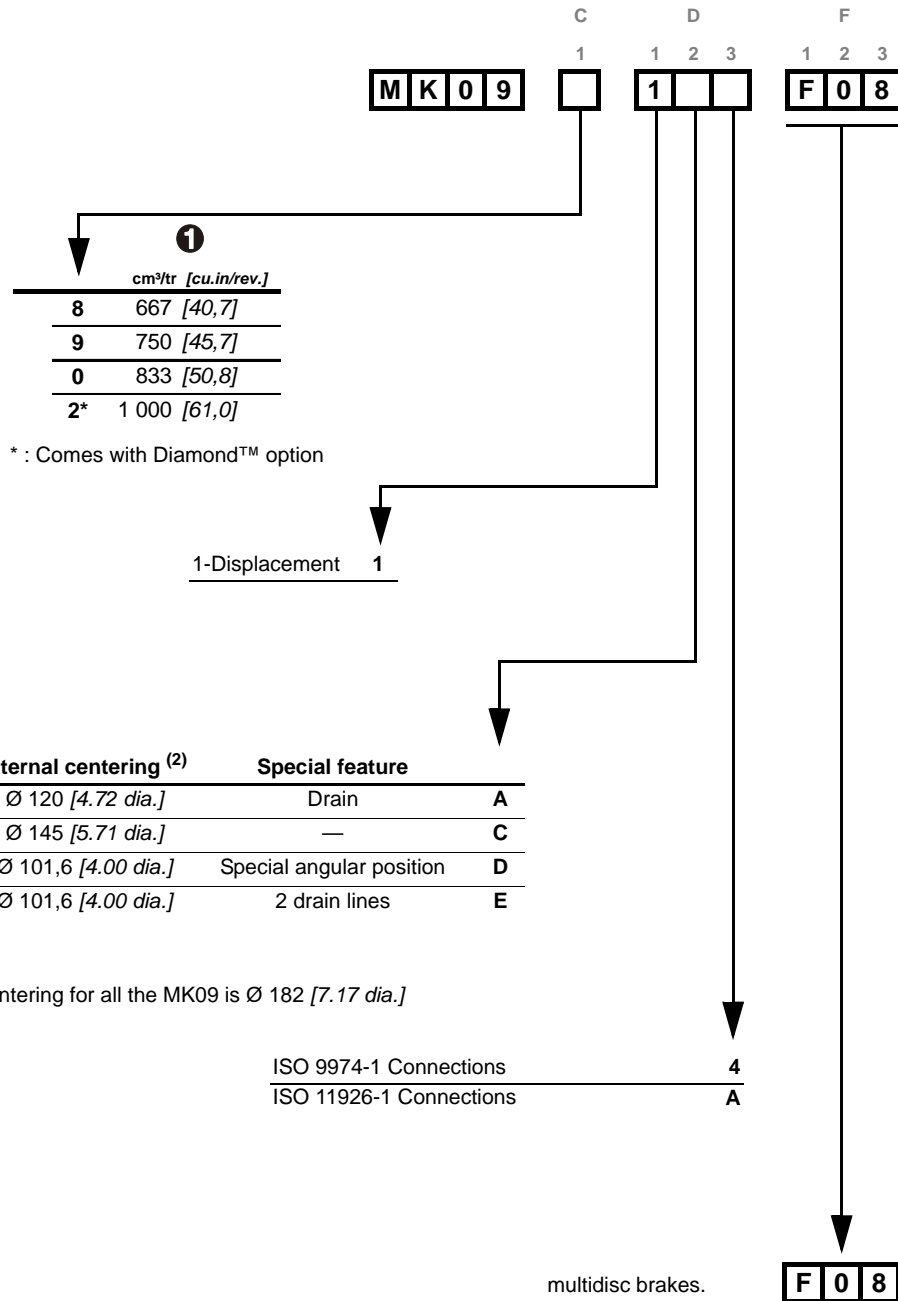 C D F
1 1 2 3 1 2 3
M K 0 9 1 F 0 8
❶
cm³/tr [cu.in/rev.]
8 667 [40,7]
9 750 [45,7]
0 833 [50,8]
2* 1 000 [61,0]
* : Comes with Diamond™ option
1-Displacement 1
ternal centering (2) Special feature
Ø 120 [4.72 dia.] Drain A
Ø 145 [5.71 dia.] — C
Ø 101,6 [4.00 dia.] Special angular position D
Ø 101,6 [4.00 dia.] 2 drain lines E
ntering for all the MK09 is Ø 182 [7.17 dia.]
ISO 9974-1 Connections 4
ISO 11926-1 Connections A
multidisc brakes. F 0 8